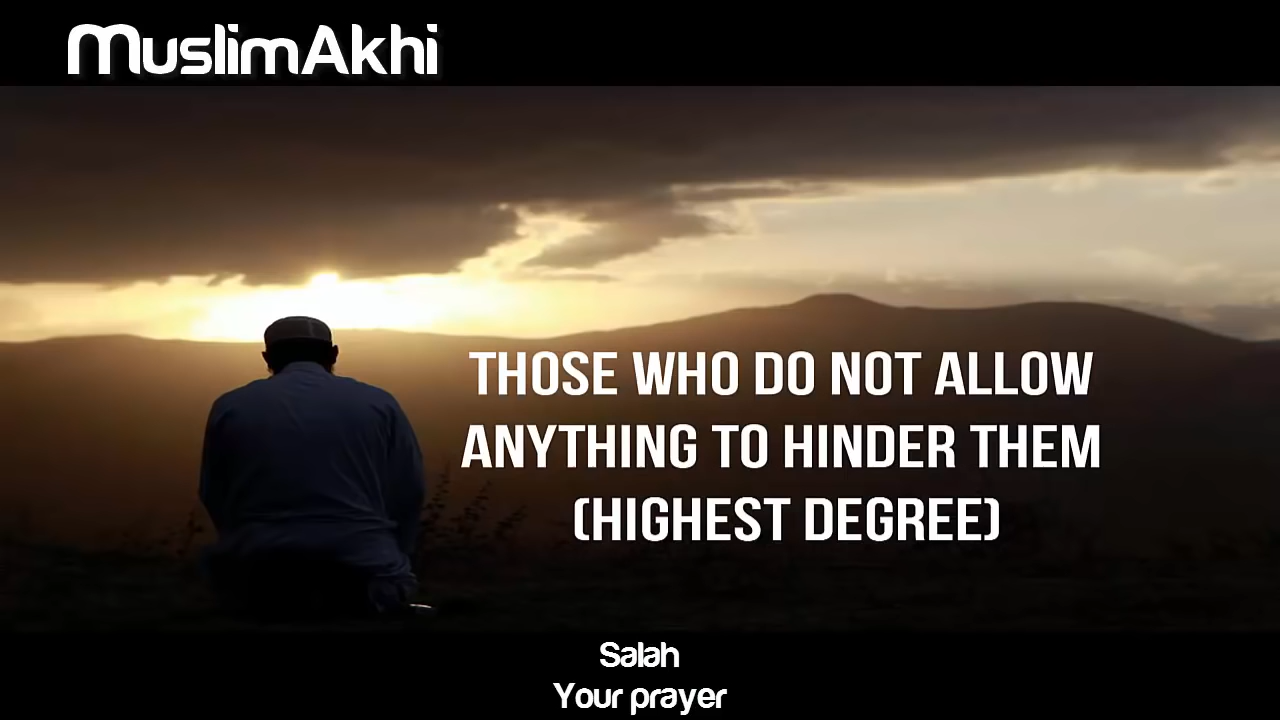 MuslimAkhi
THOSE WHO DO NOT ALLOW
ANYTHING TO HINDER THEM
(HIGHEST DEGREE)
Salah
Your prayer